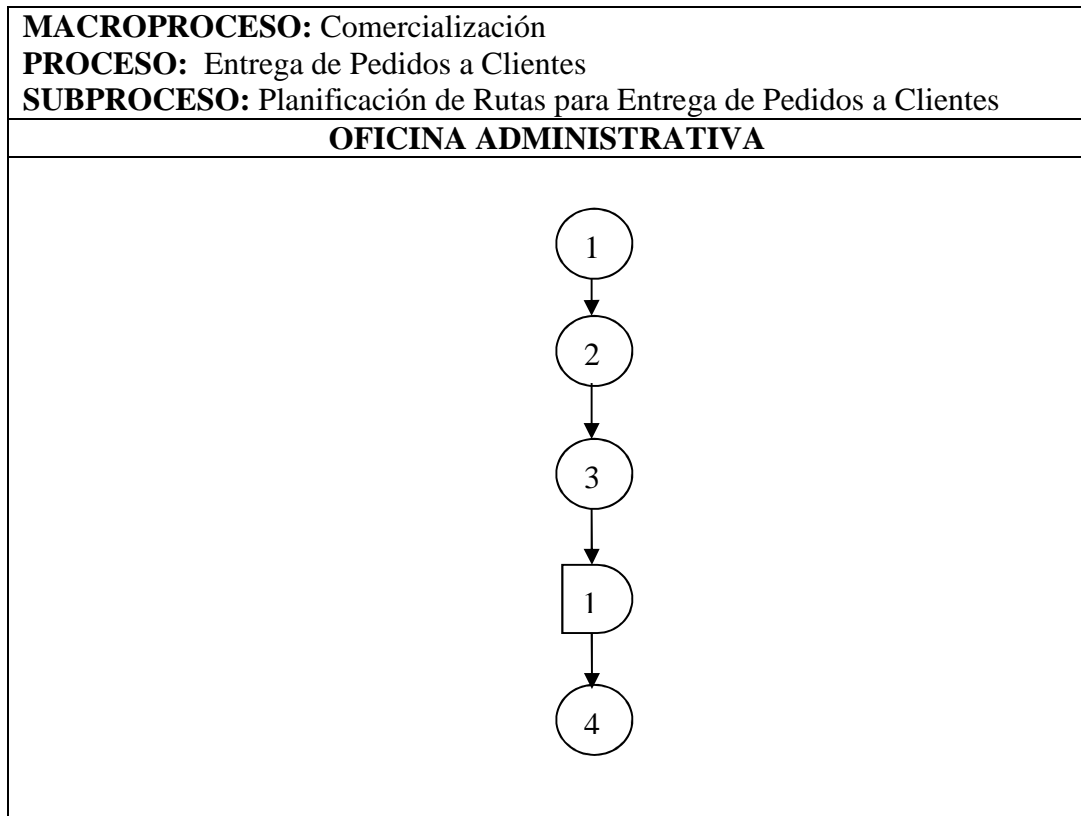 MACROPROCESO: Comercialización
PROCESO: Entrega de Pedidos a Clientes
SUBPROCESO: Planificación de Rutas para Entrega de Pedidos a Clientes
OFICINA ADMINISTRATIVA
1
2
3
1
4